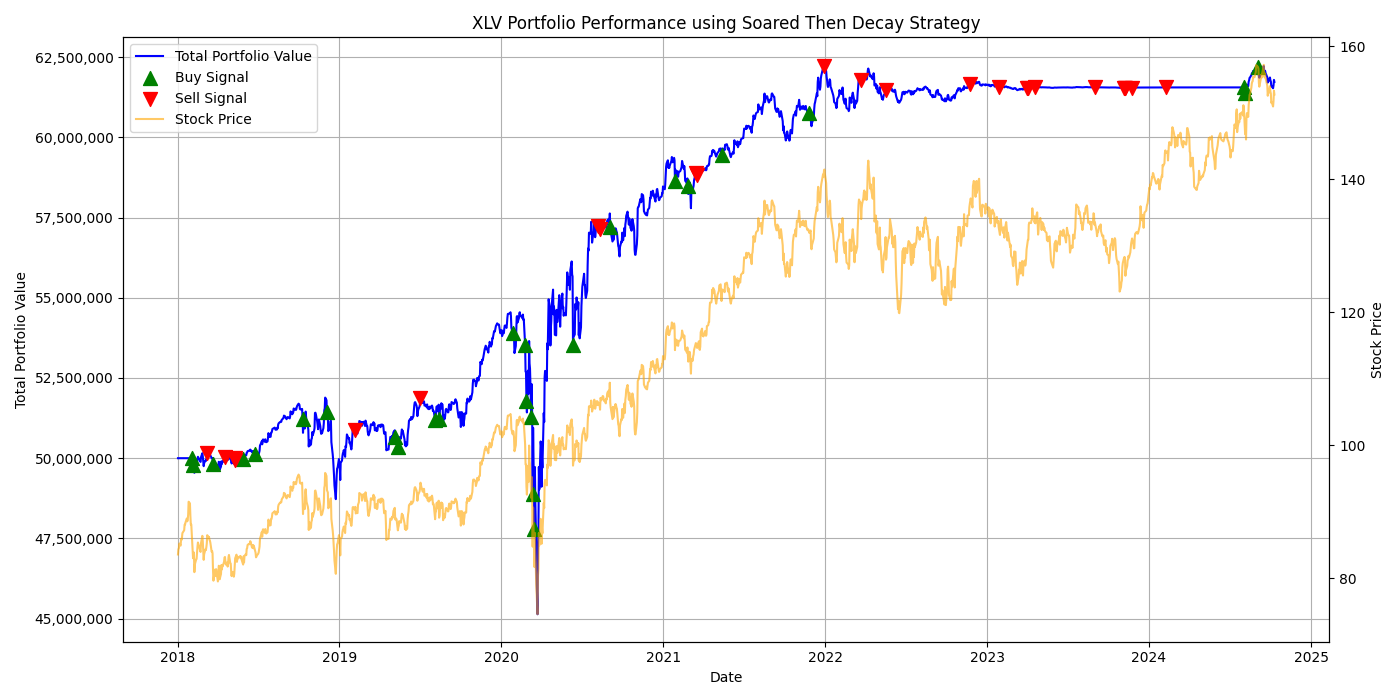 XLV Portfolio Performance using Soared Then Decay Strategy
Total Portfolio Value
Buy Signal
Sell Signal
Stock Price
62,500,000
60,000,000
57,500,000
55,000,000
52,500,000
50,000,000
47,500,000
45,000,000
Total Portfolio Value
160
140
120
100
80
Stock Price
2018 2019 2020 2021 2022 2023 2024 2025
Date